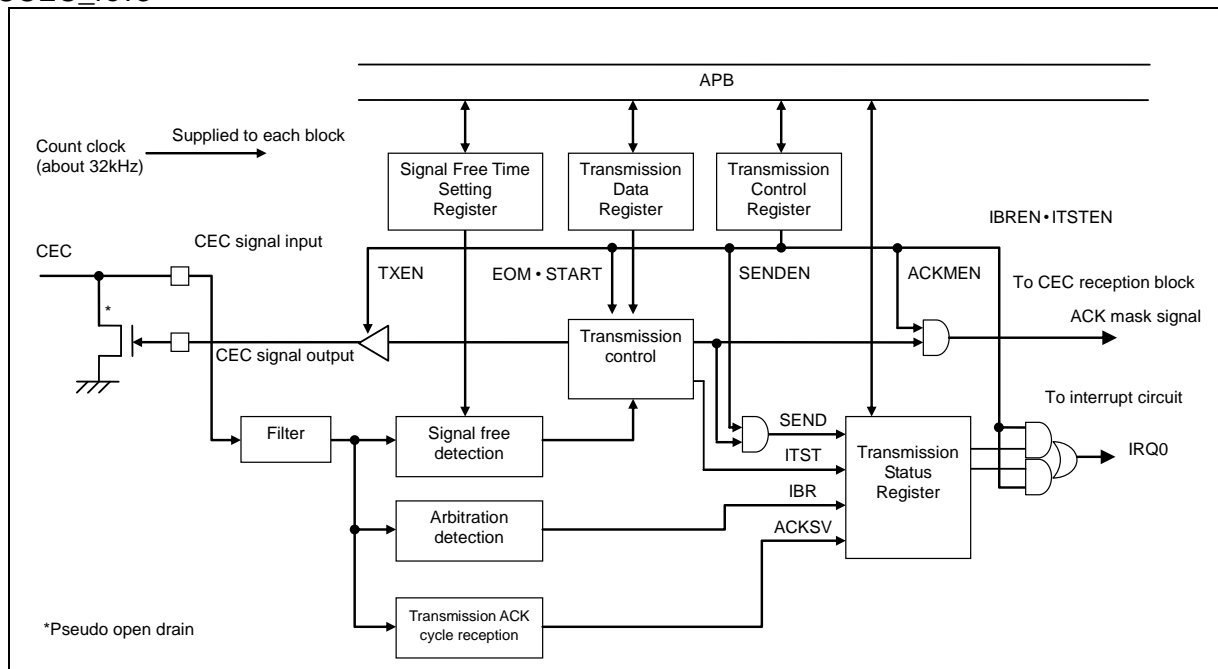 APB
Count clock
(about 32kHz)
Supplied to each block
Signal Free Time
Setting
Register
Transmission
Data
Register
Transmission
Control
Register
IBREN・ITSTEN
CEC
CEC signal input
TXEN
EOM・START
SENDEN
ACKMEN
To CEC reception block
ACK mask signal
*
CEC signal output
Transmission
control
To interrupt circuit
Filter
Signal free
detection
SEND
ITST
IBR
ACKSV
Transmission
Status
Register
IRQ0
Arbitration
detection
Transmission ACK
cycle reception
*Pseudo open drain